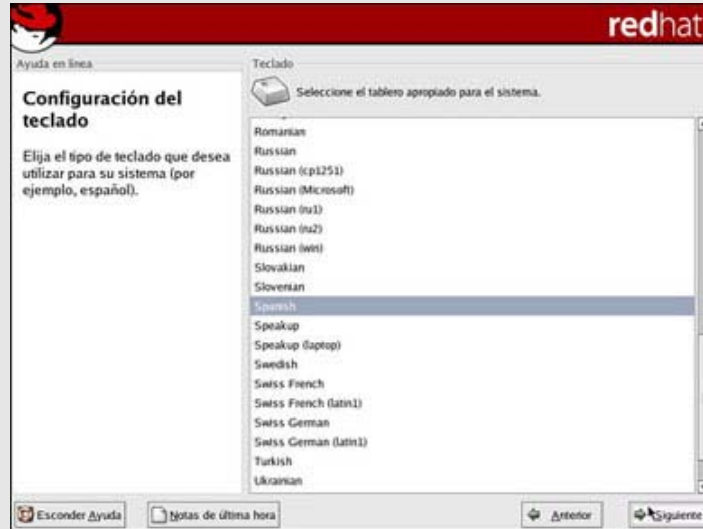 redhat
Ayuda en línea
Configuración del
teclado
Elija el tipo de teclado que desea
utilizar para su sistema (por
ejemplo, español).
Teclado
Seleccione el tablero apropiado para el sistema.
Romanian
Russian
Russian (cp1251)
Russian (Microsoft)
Russian (ru1)
Russian (ru2)
Russian (win)
Slovakian
Slovenian
Spanish
Speakup
Speakup (laptop)
Swedish
Swiss French
Swiss French (latin1)
Swiss German
Swiss German (latin1)
Turkish
Ukrainian
Esconder Ayuda
Notas de última hora
Anterior
Siguiente